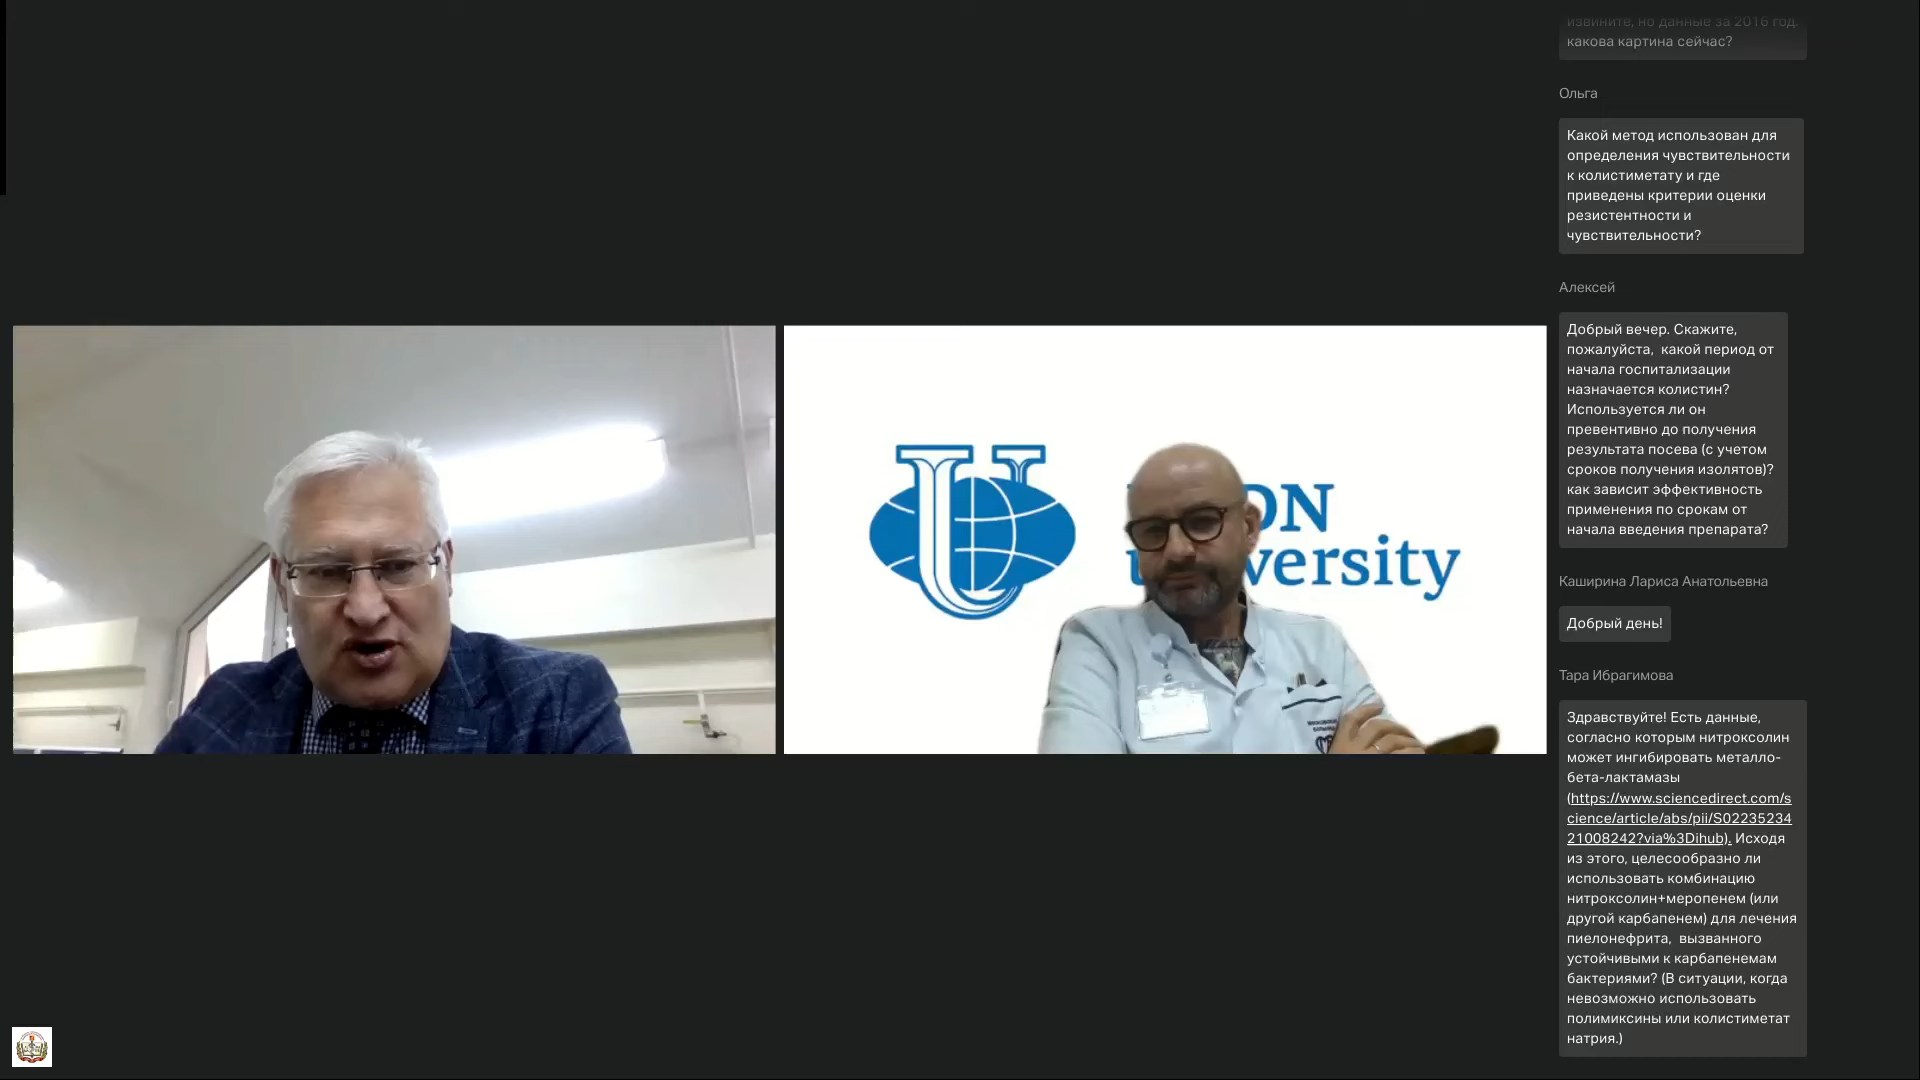 извините, но данные за 2016 год.
какова картина сейчас?
Ольга
Какой метод использован для
определения чувствительности
к колистиметату и где
приведены критерии оценки
резистентности и
чувствительности?
Алексей
Добрый вечер. Скажите,
пожалуйста, какой период от
начала госпитализации
назначается колистин?
Используется ли он
превентивно до получения
результата посева (с учетом
сроков получения изолятов)?
как зависит эффективность
применения по срокам от
начала введения препарата?
Каширина Лариса Анатольевна
Добрый день!
Тара Ибрагимова
Здравствуйте! Есть данные,
согласно которым нитроксолин
может ингибировать металло-
бета-лактамазы
(https://www.sciencedirect.com/s
cience/article/abs/pii/S02235234
21008242?via%3Dihub). Исходя
из этого, целесообразно ли
использовать комбинацию
нитроксолин+меропенем (или
другой карбапенем) для лечения
пиелонефрита, вызванного
устойчивыми к карбапенемам
бактериями? (В ситуации, когда
невозможно использовать
полимиксины или колистиметат
натрия.)